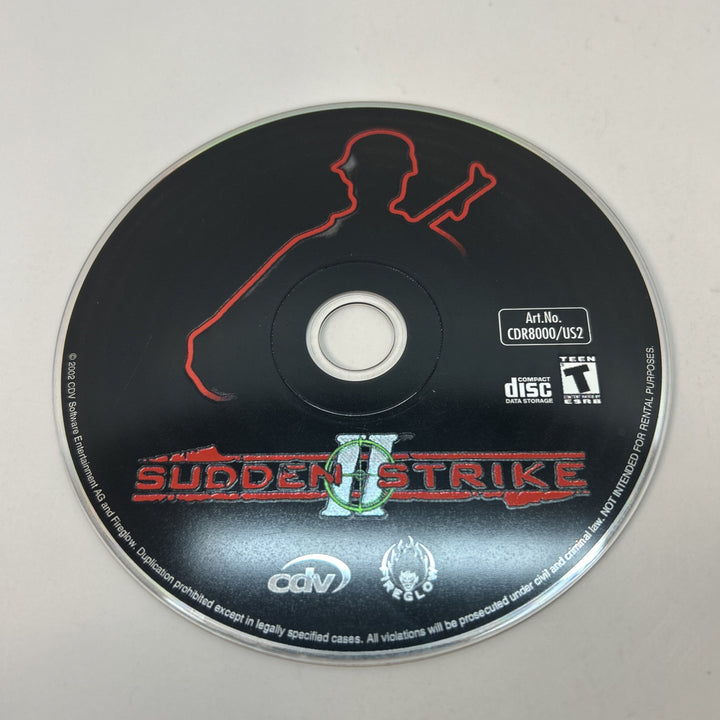 Art.No.
CDR8000/US2
TEEN
T
CONTENT RATED BY
ESRB
COMPACT
disc
DATA STORAGE
SUDDEN II STRIKE
cdv
FIREGLOW
© 2002 CDV Software Entertainment AG and Fireglow. Duplication prohibited except in legally specified cases. All violations will be prosecuted under civil and criminal law. NOT INTENDED FOR RENTAL PURPOSES.